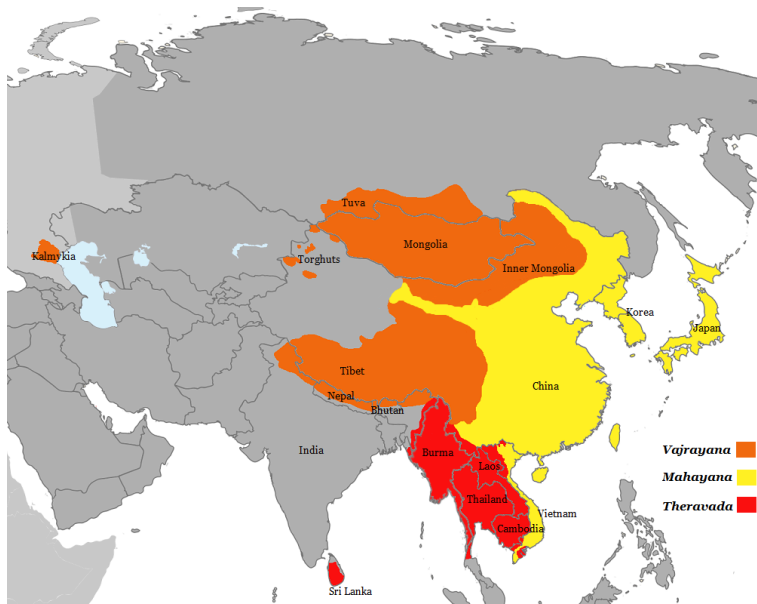 Tuva
Mongolia
Kalmykia
Torghuts
Inner Mongolia
Korea
Japan
Tibet
China
Nepal
Bhutan
India
Burma
Laos
Thailand
Vietnam
Cambodia
Sri Lanka
Vajrayana
Mahayana
Theravada